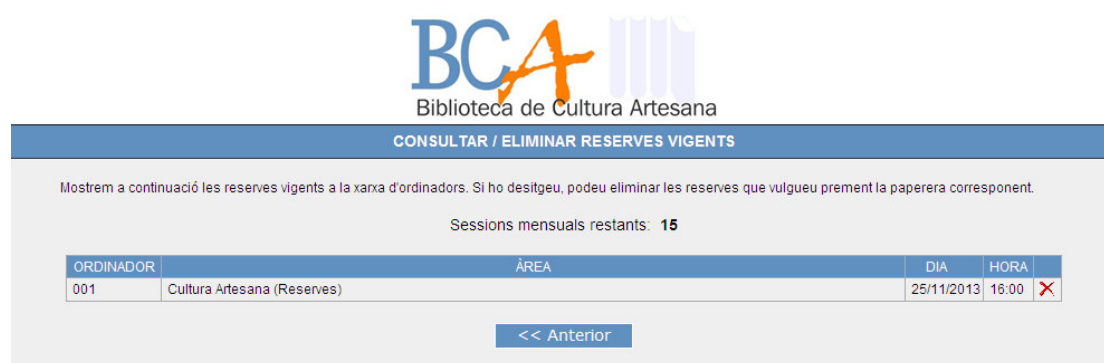 BCA
Biblioteca de Cultura Artesana
CONSULTAR / ELIMINAR RESERVES VIGENTS
Mostrem a continuació les reserves vigents a la xarxa d'ordinadors. Si ho desitgeu, podeu eliminar les reserves que vulgueu prement la paperera corresponent.
Sessions mensuals restants: 15
ORDINADOR ÀREA DIA HORA
001 Cultura Artesana (Reserves) 25/11/2013 16:00
<< Anterior